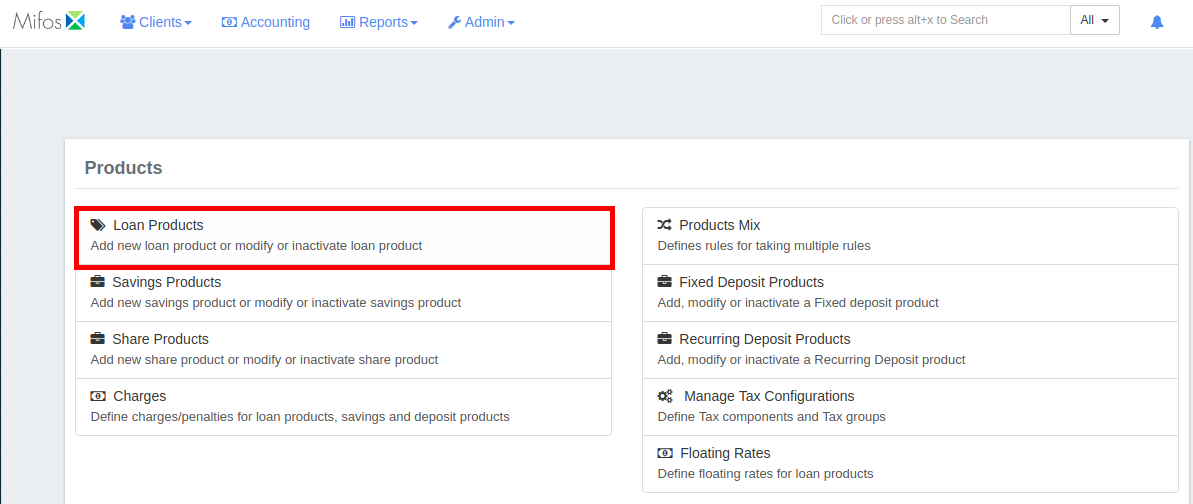 Mifos Clients Accounting Reports Admin Click or press alt+x to Search All
Products
Loan Products
Add new loan product or modify or inactivate loan product
Savings Products
Add new savings product or modify or inactivate savings product
Share Products
Add new share product or modify or inactivate share product
Charges
Define charges/penalties for loan products, savings and deposit products
Products Mix
Defines rules for taking multiple rules
Fixed Deposit Products
Add, modify or inactivate a Fixed deposit product
Recurring Deposit Products
Add, modify or inactivate a Recurring Deposit product
Manage Tax Configurations
Define Tax components and Tax groups
Floating Rates
Define floating rates for loan products